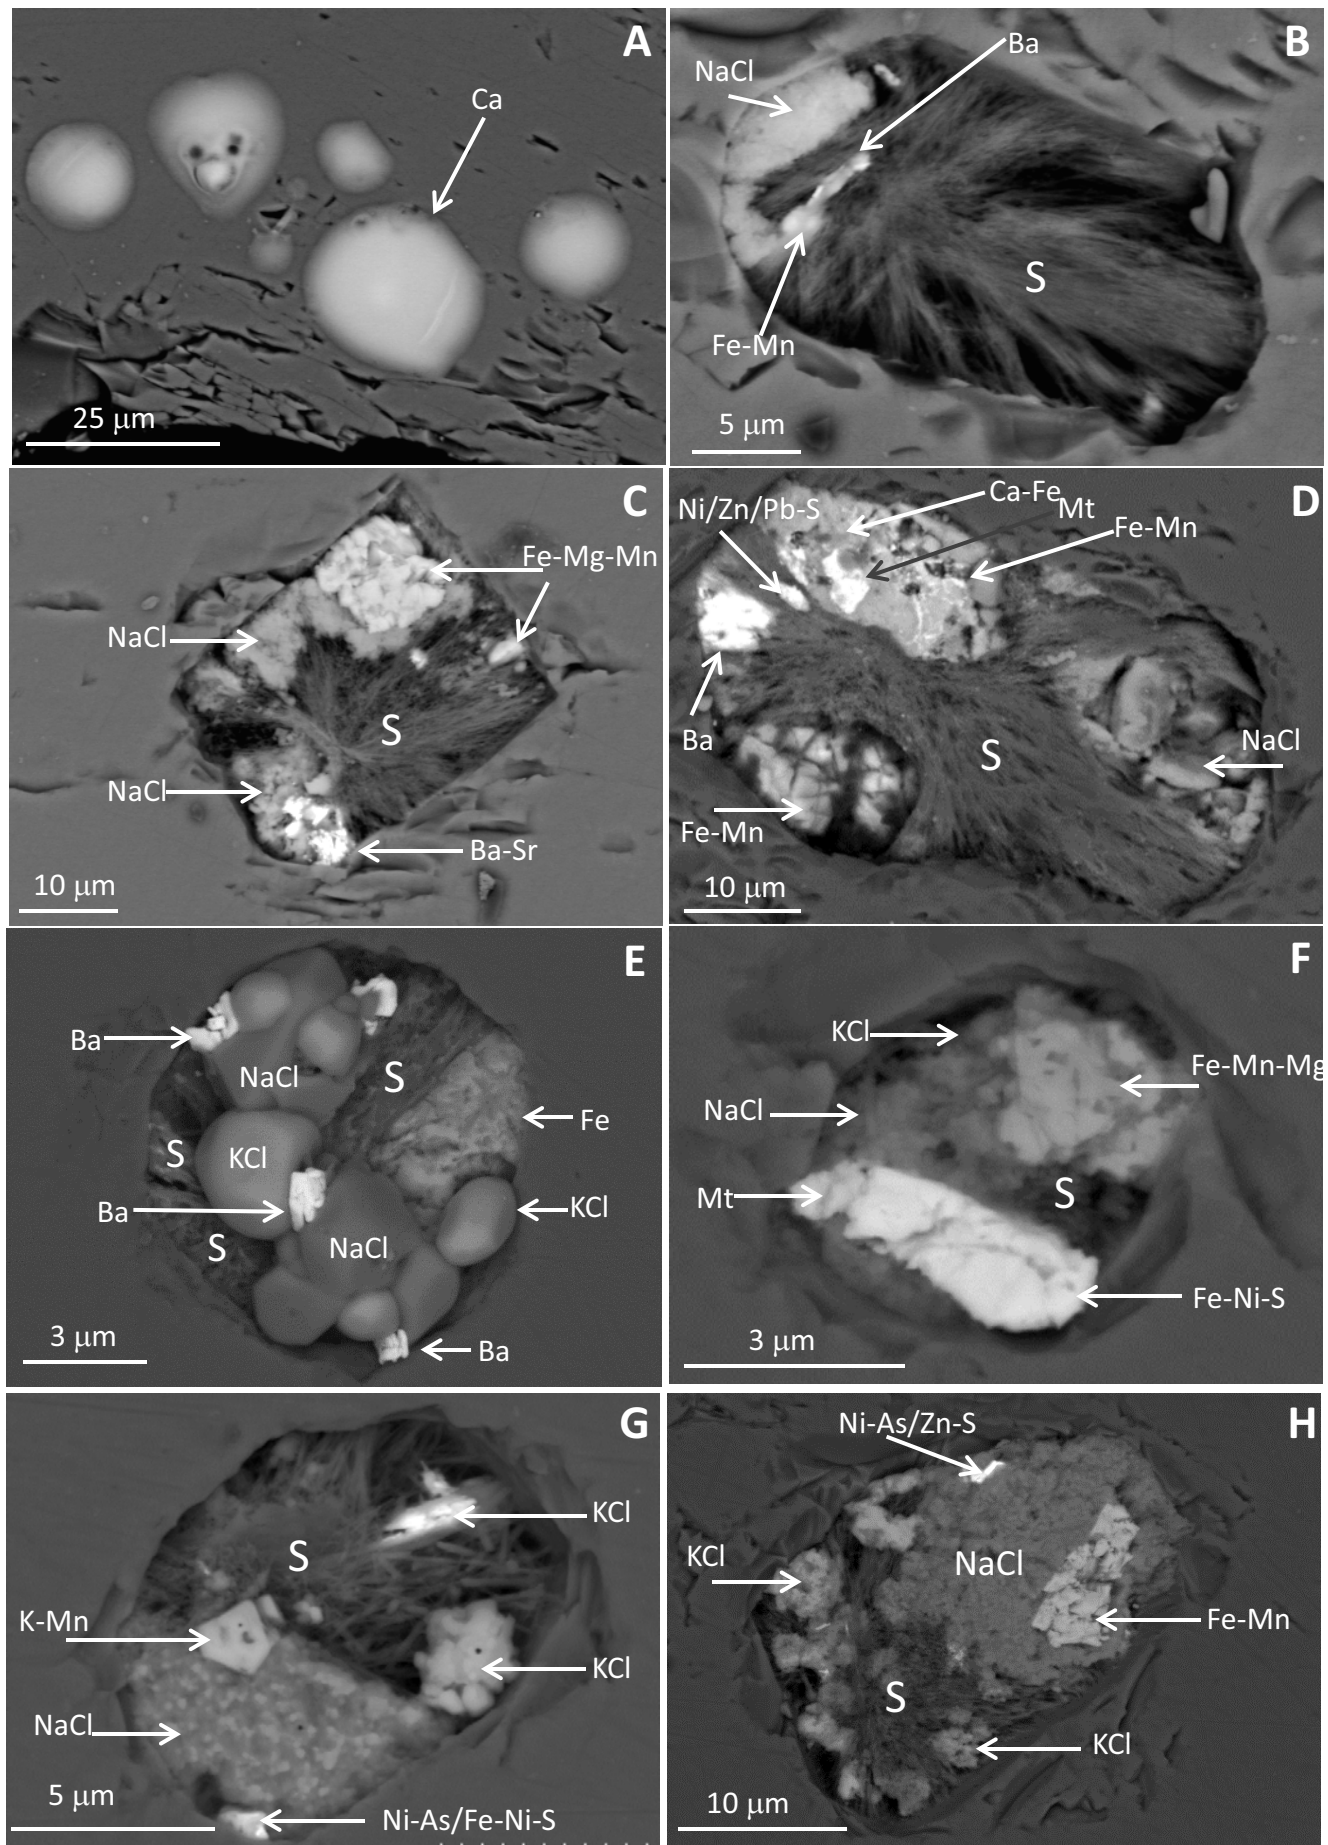 A
Ca
25 μm
B
Ba
NaCl
S
Fe-Mn
5 μm
C
Fe-Mg-Mn
NaCl
S
NaCl
Ba-Sr
10 μm
D
Ca-Fe
Mt
Ni/Zn/Pb-S
Fe-Mn
S
Ba
NaCl
Fe-Mn
10 μm
E
Ba
NaCl
S
Fe
S
KCl
Ba
KCl
S
NaCl
3 μm
Ba
F
KCl
Fe-Mn-Mg
NaCl
Mt
S
Fe-Ni-S
3 μm
G
KCl
S
K-Mn
KCl
NaCl
5 μm
Ni-As/Fe-Ni-S
H
Ni-As/Zn-S
KCl
NaCl
Fe-Mn
S
KCl
10 μm